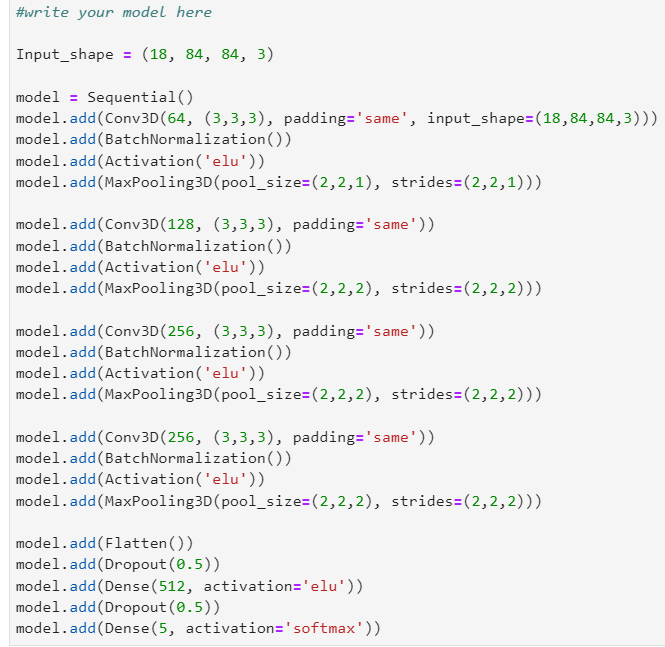 #write your model here
Input_shape = (18, 84, 84, 3)
model = Sequential()
model.add(Conv3D(64, (3,3,3), padding='same', input_shape=(18,84,84,3)))
model.add(BatchNormalization())
model.add(Activation('elu'))
model.add(MaxPooling3D(pool_size=(2,2,1), strides=(2,2,1)))
model.add(Conv3D(128, (3,3,3), padding='same'))
model.add(BatchNormalization())
model.add(Activation('elu'))
model.add(MaxPooling3D(pool_size=(2,2,2), strides=(2,2,2)))
model.add(Conv3D(256, (3,3,3), padding='same'))
model.add(BatchNormalization())
model.add(Activation('elu'))
model.add(MaxPooling3D(pool_size=(2,2,2), strides=(2,2,2)))
model.add(Conv3D(256, (3,3,3), padding='same'))
model.add(BatchNormalization())
model.add(Activation('elu'))
model.add(MaxPooling3D(pool_size=(2,2,2), strides=(2,2,2)))
model.add(Flatten())
model.add(Dropout(0.5))
model.add(Dense(512, activation='elu'))
model.add(Dropout(0.5))
model.add(Dense(5, activation='softmax'))